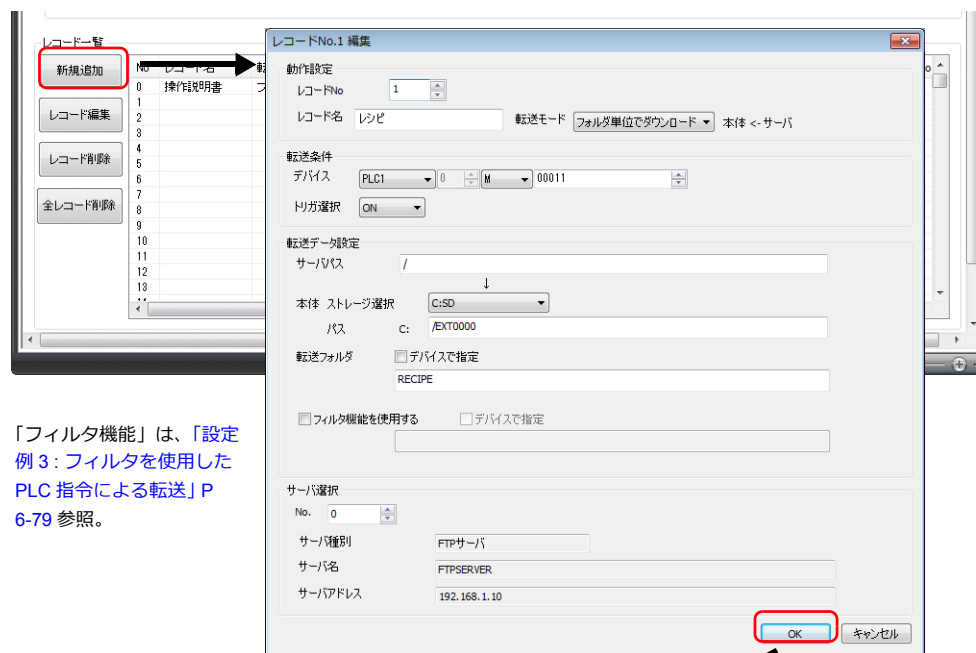 レコード一覧
新規追加
レコード編集
レコード削除
全レコード削除
No レコード名
0 操作説明書
1
2
3
4
5
6
7
8
9
10
11
12
13
レコードNo.1 編集
動作設定
レコードNo 1
レコード名 レシピ 転送モード フォルダ単位でダウンロード 本体 <- サーバ
転送条件
デバイス PLC1 0 M 00011
トリガ選択 ON
転送データ設定
サーバパス /
↓
本体 ストレージ選択 C:SD
パス C: /EXT0000
転送フォルダ デバイスで指定
RECIPE
フィルタ機能を使用する デバイスで指定
サーバ選択
No. 0
サーバ種別 FTPサーバ
サーバ名 FTPSERVER
サーバアドレス 192.168.1.10
OK キャンセル
「フィルタ機能」は、「設定
例 3 : フィルタを使用した
PLC 指令による転送」P
6-79 参照。